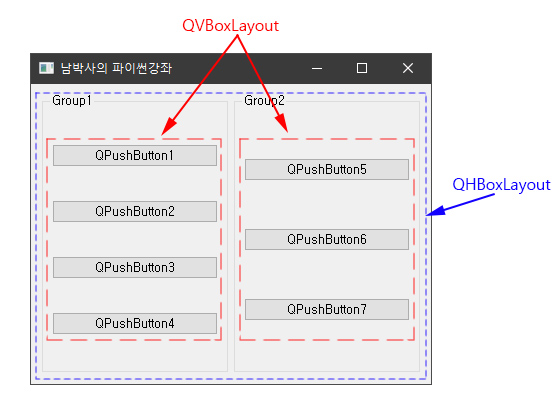 QVBoxLayout
남박사의 파이썬강좌
Group1
Group2
QPushButton1
QPushButton2
QPushButton3
QPushButton4
QPushButton5
QPushButton6
QPushButton7
QHBoxLayout